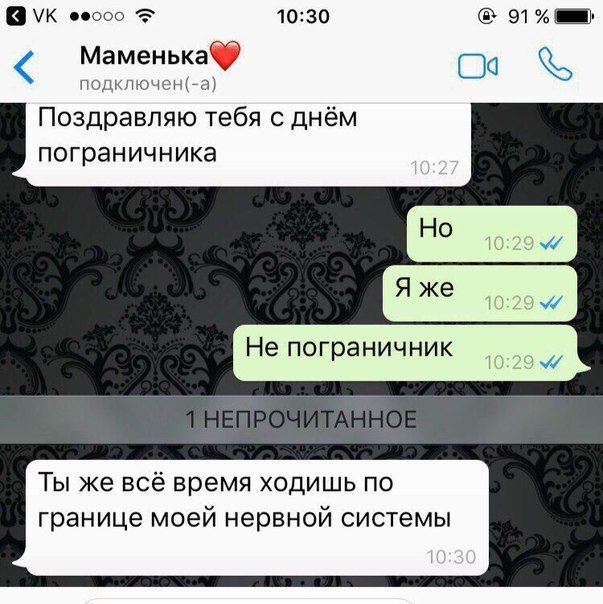 VK 10:30 91 %
Маменька❤️
подключен(-а)
Поздравляю тебя с днём
пограничника
10:27
Но 10:29
Я же 10:29
Не пограничник 10:29
1 НЕПРОЧИТАННОЕ
Ты же всё время ходишь по
границе моей нервной системы
10:30